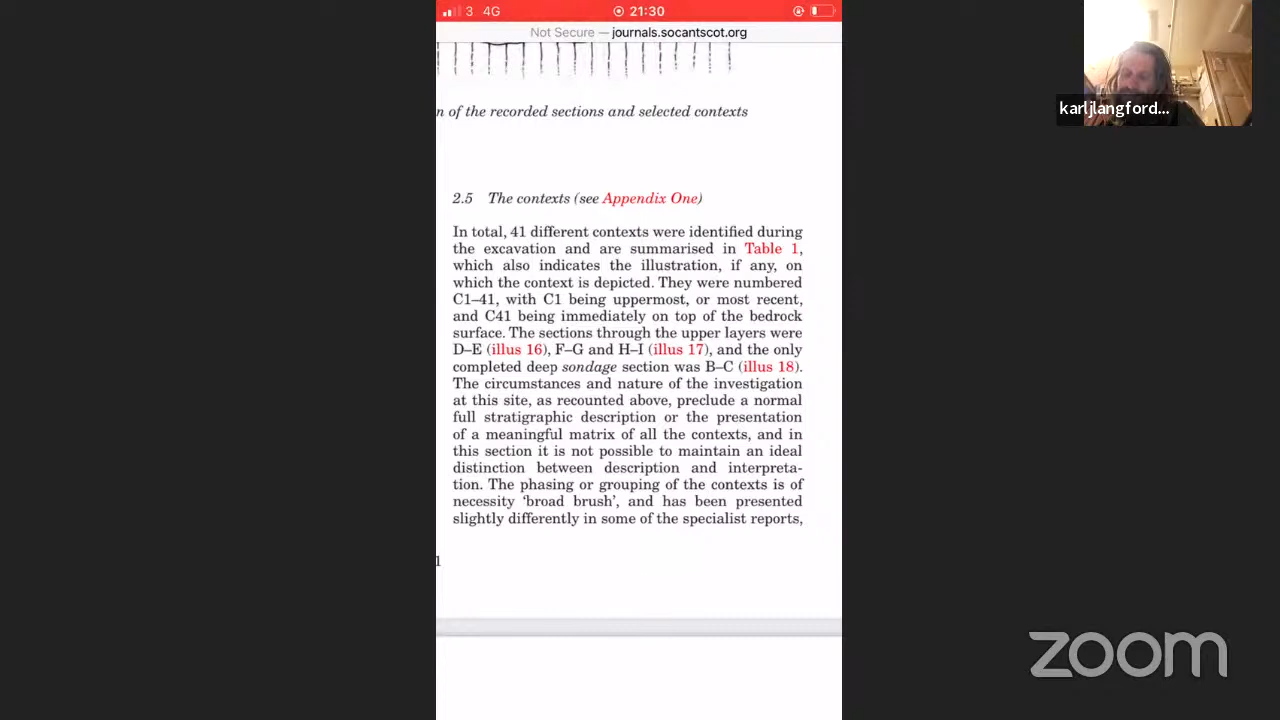 3 4G
21:30
Not Secure — journals.socantscot.org
karljlangford...
n of the recorded sections and selected contexts
2.5 The contexts (see Appendix One)
In total, 41 different contexts were identified during
the excavation and are summarised in Table 1,
which also indicates the illustration, if any, on
which the context is depicted. They were numbered
C1–41, with C1 being uppermost, or most recent,
and C41 being immediately on top of the bedrock
surface. The sections through the upper layers were
D–E (illus 16), F–G and H–I (illus 17), and the only
completed deep sondage section was B–C (illus 18).
The circumstances and nature of the investigation
at this site, as recounted above, preclude a normal
full stratigraphic description or the presentation
of a meaningful matrix of all the contexts, and in
this section it is not possible to maintain an ideal
distinction between description and interpreta-
tion. The phasing or grouping of the contexts is of
necessity ‘broad brush’, and has been presented
slightly differently in some of the specialist reports,
1
zoom